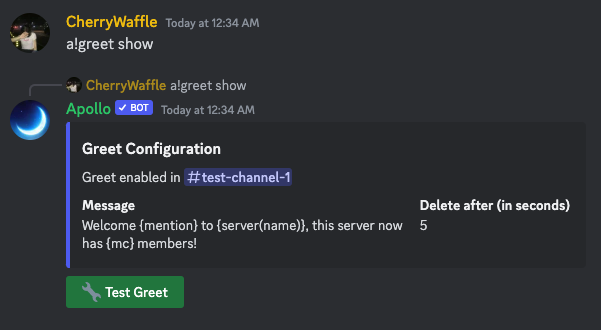 CherryWaffle Today at 12:34 AM
a!greet show
CherryWaffle a!greet show
Apollo ✓ BOT Today at 12:34 AM
Greet Configuration
Greet enabled in #test-channel-1
Message Delete after (in seconds)
Welcome {mention} to {server(name)}, this server now 5
has {mc} members!
Test Greet